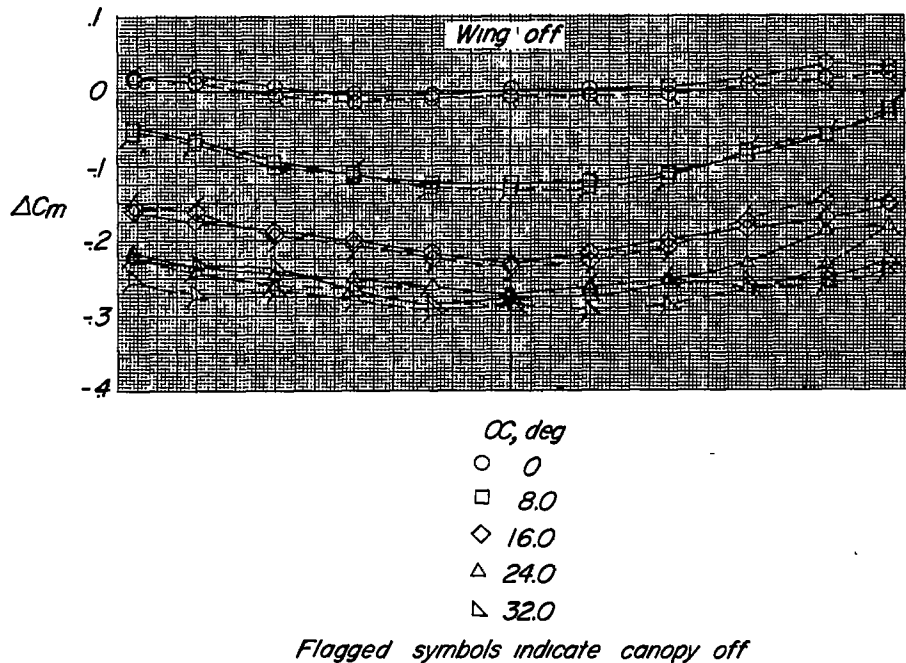 .1
Wing off
0
-.1
ΔCm
-.2
-.3
-.4
α, deg
0
8.0
16.0
24.0
32.0
Flagged symbols indicate canopy off